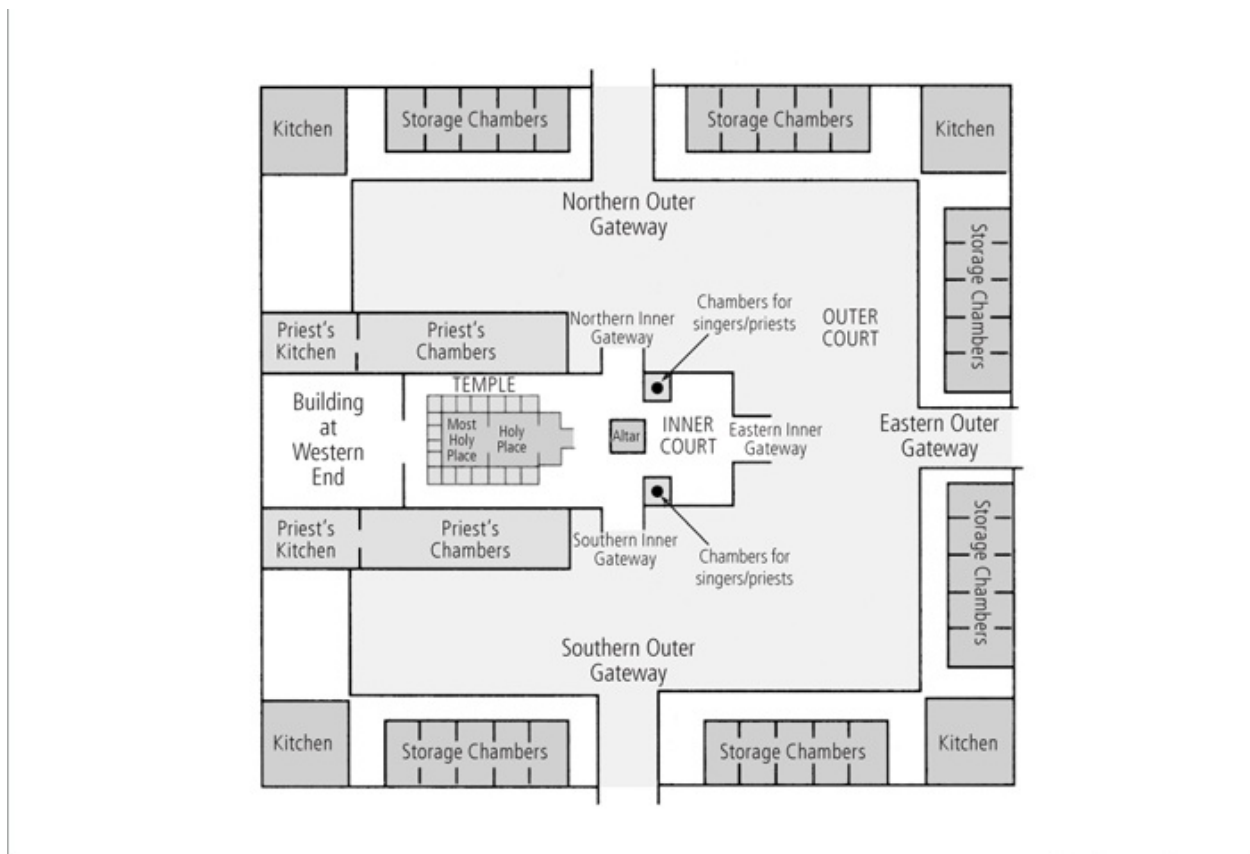 Kitchen
Storage Chambers
Storage Chambers
Kitchen
Northern Outer
Gateway
Storage Chambers
Chambers for
singers/priests
OUTER
COURT
Northern Inner
Gateway
Priest's
Kitchen
Priest's
Chambers
TEMPLE
Building
at
Western
End
Most
Holy
Place
Holy
Place
Altar
INNER
COURT
Eastern Inner
Gateway
Eastern Outer
Gateway
Priest's
Kitchen
Priest's
Chambers
Southern Inner
Gateway
Chambers for
singers/priests
Storage Chambers
Southern Outer
Gateway
Kitchen
Storage Chambers
Storage Chambers
Kitchen